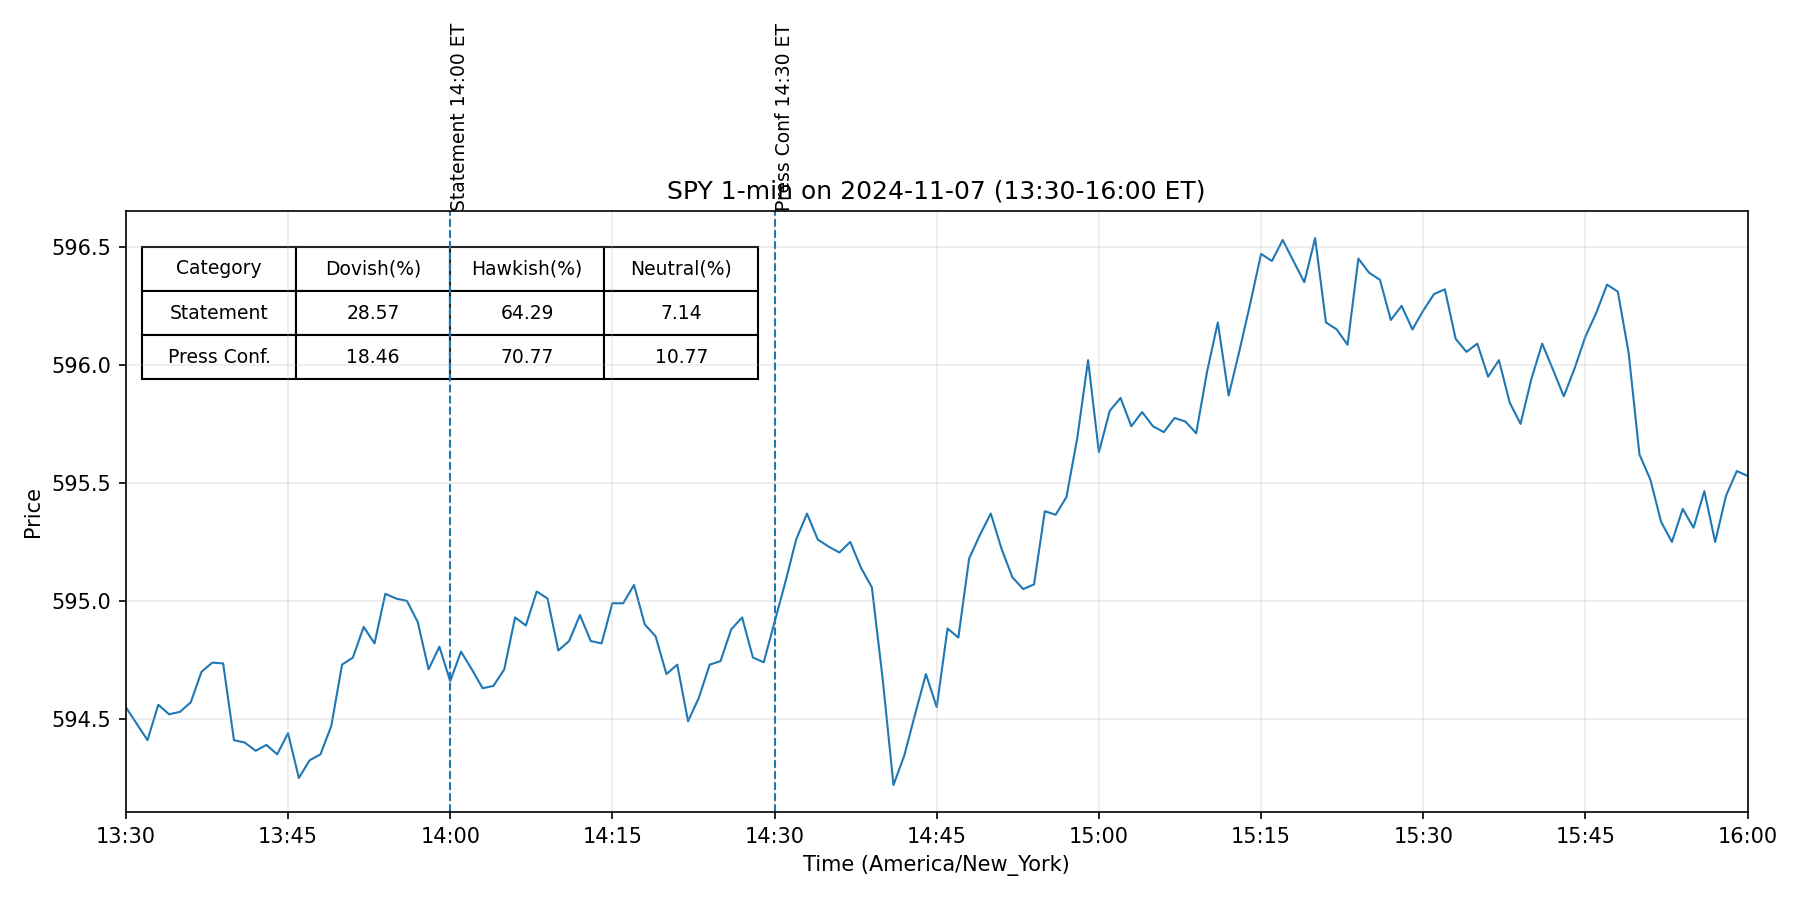 Statement 14:00 ET
Press Conf 14:30 ET
SPY 1-min on 2024-11-07 (13:30-16:00 ET)
Category Dovish(%) Hawkish(%) Neutral(%)
Statement 28.57 64.29 7.14
Press Conf. 18.46 70.77 10.77
Price
596.5
596.0
595.5
595.0
594.5
13:30 13:45 14:00 14:15 14:30 14:45 15:00 15:15 15:30 15:45 16:00
Time (America/New_York)